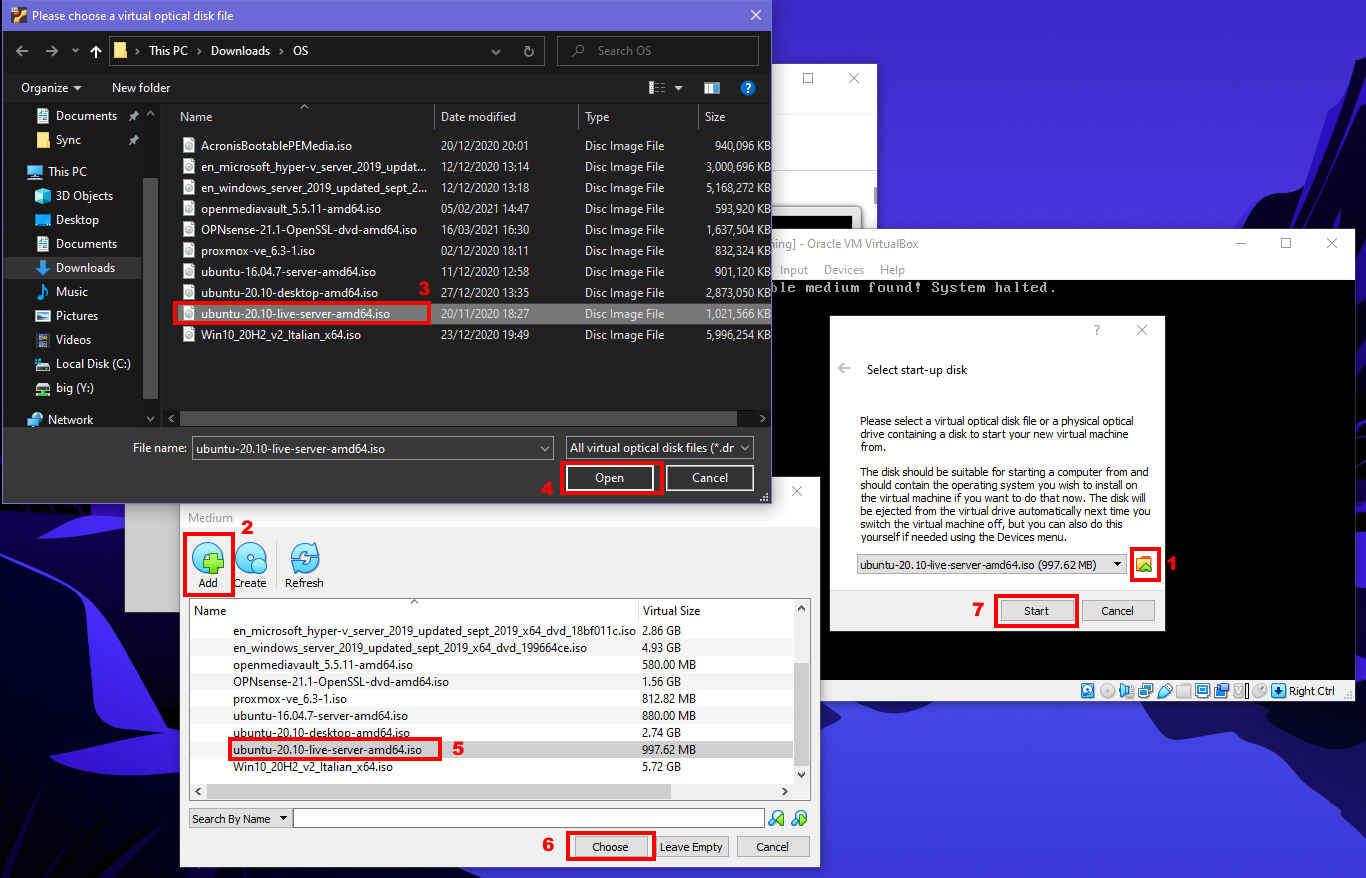 Please choose a virtual optical disk file
This PC > Downloads > OS
Search OS
Organize
New folder
Documents
Sync
This PC
3D Objects
Desktop
Documents
Downloads
Music
Pictures
Videos
Local Disk (C:)
big (Y:)
Network
Name Date modified Type Size
AcronisBootablePEMedia.iso 20/12/2020 20:01 Disc Image File 940,096 KB
en_microsoft_hyper-v_server_2019_updat... 12/12/2020 13:14 Disc Image File 3,000,696 KB
en_windows_server_2019_updated_sept_2... 12/12/2020 13:18 Disc Image File 5,168,272 KB
openmediavault_5.5.11-amd64.iso 05/02/2021 14:47 Disc Image File 593,920 KB
OPNsense-21.1-OpenSSL-dvd-amd64.iso 16/03/2021 16:30 Disc Image File 1,637,504 KB
proxmox-ve_6.3-1.iso 02/12/2020 18:11 Disc Image File 832,324 KB
ubuntu-16.04.7-server-amd64.iso 11/12/2020 12:58 Disc Image File 901,120 KB
ubuntu-20.10-desktop-amd64.iso 27/12/2020 13:35 Disc Image File 2,873,050 KB
3
ubuntu-20.10-live-server-amd64.iso 20/11/2020 18:27 Disc Image File 1,021,566 KB
Win10_20H2_v2_Italian_x64.iso 23/12/2020 19:49 Disc Image File 5,996,254 KB
File name: ubuntu-20.10-live-server-amd64.iso All virtual optical disk files (*.dr
4 Open Cancel
ning] - Oracle VM VirtualBox
Input Devices Help
ble medium found! System halted.
?
Select start-up disk
Please select a virtual optical disk file or a physical optical
drive containing a disk to start your new virtual machine
from.
The disk should be suitable for starting a computer from and
should contain the operating system you wish to install on
the virtual machine if you want to do that now. The disk will
be ejected from the virtual drive automatically next time you
switch the virtual machine off, but you can also do this
yourself if needed using the Devices menu.
ubuntu-20.10-live-server-amd64.iso (997.62 MB) 1
7 Start Cancel
Right Ctrl
Medium
2
Add Create Refresh
Name Virtual Size
en_microsoft_hyper-v_server_2019_updated_sept_2019_x64_dvd_18bf011c.iso 2.86 GB
en_windows_server_2019_updated_sept_2019_x64_dvd_199664ce.iso 4.93 GB
openmediavault_5.5.11-amd64.iso 580.00 MB
OPNsense-21.1-OpenSSL-dvd-amd64.iso 1.56 GB
proxmox-ve_6.3-1.iso 812.82 MB
ubuntu-16.04.7-server-amd64.iso 880.00 MB
ubuntu-20.10-desktop-amd64.iso 2.74 GB
ubuntu-20.10-live-server-amd64.iso 5 997.62 MB
Win10_20H2_v2_Italian_x64.iso 5.72 GB
Search By Name
6 Choose Leave Empty Cancel